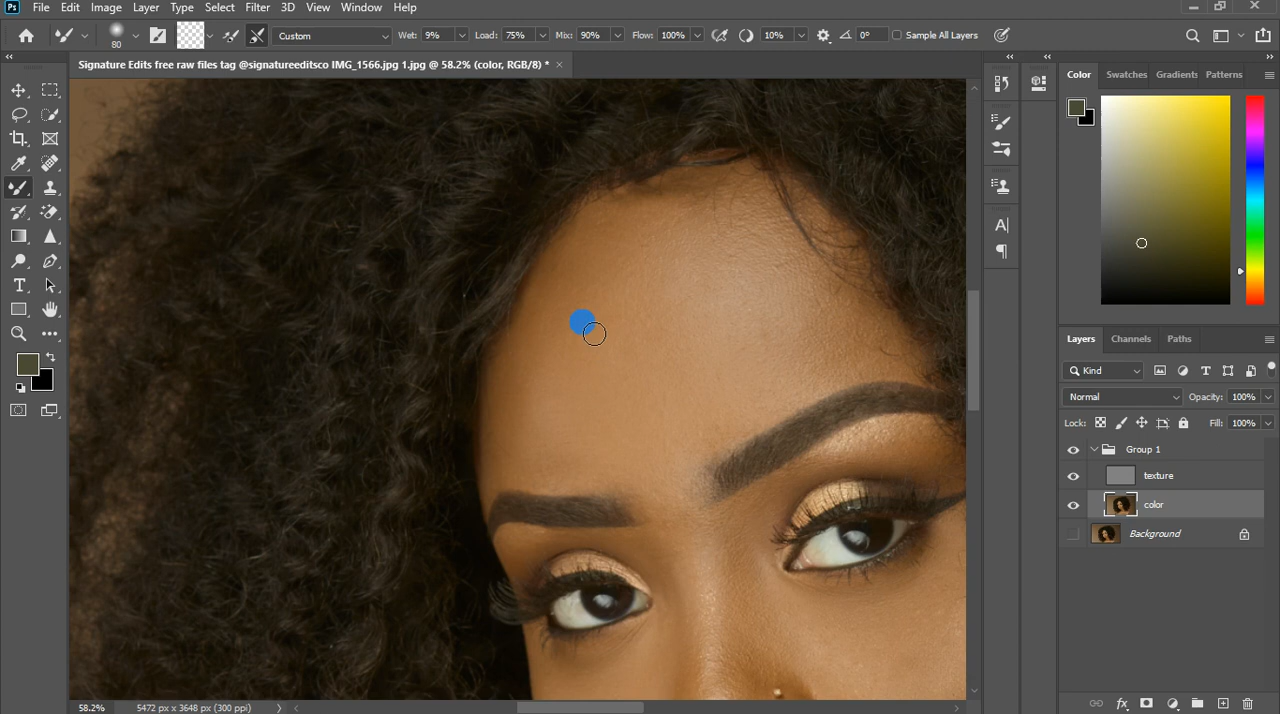 Ps File Edit Image Layer Type Select Filter 3D View Window Help
80 Custom Wet: 9% Load: 75% Mix: 90% Flow: 100% 10% 0° Sample All Layers
Signature Edits free raw files tag @signatureeditsco IMG_1566.jpg 1.jpg @ 58.2% (color, RGB/8) * ×
Color Swatches Gradients Patterns
Layers Channels Paths
Kind
Normal Opacity: 100%
Lock: Fill: 100%
Group 1
texture
color
Background
58.2% 5472 px x 3648 px (300 ppi)